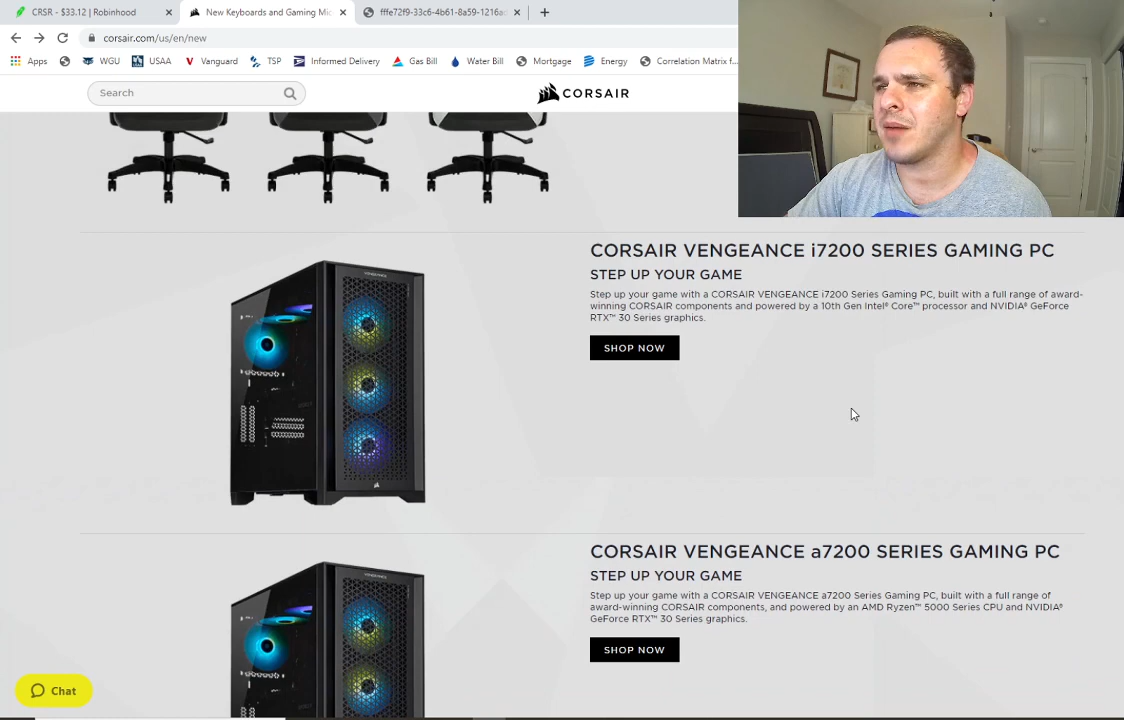 CRSR - $33.12 | Robinhood
New Keyboards and Gaming Mic
fffe72f9-33c6-4b61-8a59-1216a
corsair.com/us/en/new
Apps
WGU
USAA
Vanguard
TSP
Informed Delivery
Gas Bill
Water Bill
Mortgage
Energy
Correlation Matrix f...
Search
CORSAIR
CORSAIR VENGEANCE i7200 SERIES GAMING PC
STEP UP YOUR GAME
Step up your game with a CORSAIR VENGEANCE i7200 Series Gaming PC, built with a full range of award-
winning CORSAIR components and powered by a 10th Gen Intel® Core™ processor and NVIDIA® GeForce
RTX™ 30 Series graphics.
SHOP NOW
CORSAIR VENGEANCE a7200 SERIES GAMING PC
STEP UP YOUR GAME
Step up your game with a CORSAIR VENGEANCE a7200 Series Gaming PC, built with a full range of
award-winning CORSAIR components, and powered by an AMD Ryzen™ 5000 Series CPU and NVIDIA®
GeForce RTX™ 30 Series graphics.
SHOP NOW
Chat